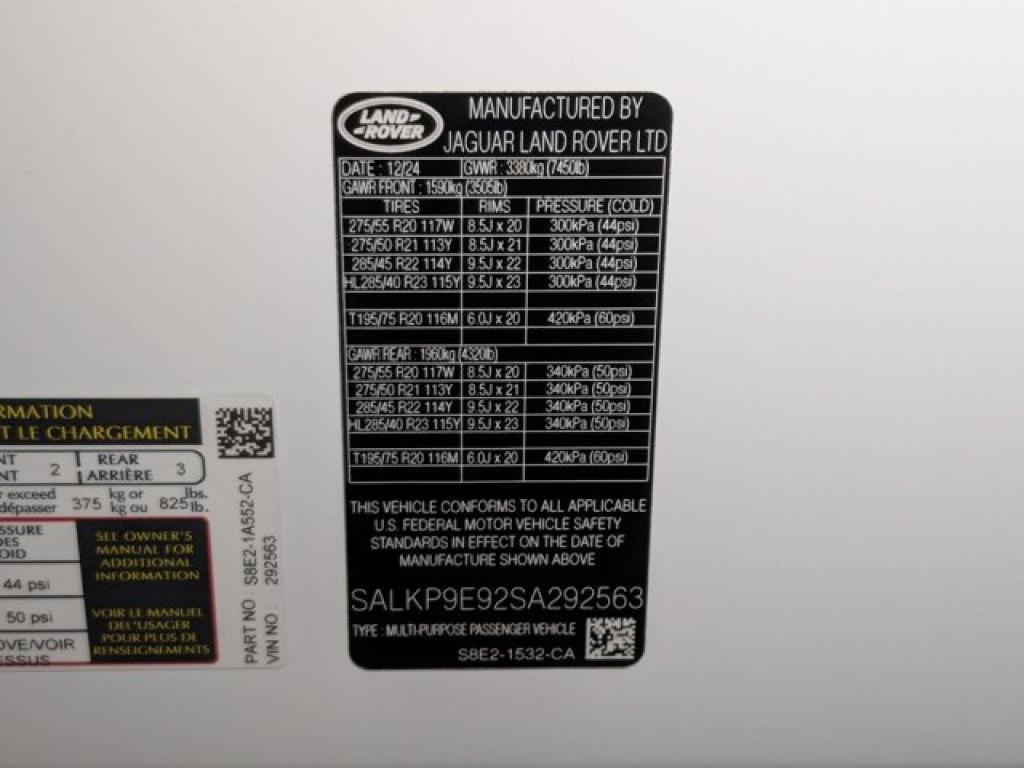 LAND ROVER
MANUFACTURED BY
JAGUAR LAND ROVER LTD
DATE : 12/24 GVWR : 3380kg (7450lb)
GAWR FRONT : 1590kg (3505lb)
TIRES RIMS PRESSURE (COLD)
275/55 R20 117W 8.5J x 20 300kPa (44psi)
275/50 R21 113Y 8.5J x 21 300kPa (44psi)
285/45 R22 114Y 9.5J x 22 300kPa (44psi)
HL285/40 R23 115Y 9.5J x 23 300kPa (44psi)
T195/75 R20 116M 6.0J x 20 420kPa (60psi)
GAWR REAR : 1960kg (4320lb)
275/55 R20 117W 8.5J x 20 340kPa (50psi)
275/50 R21 113Y 8.5J x 21 340kPa (50psi)
285/45 R22 114Y 9.5J x 22 340kPa (50psi)
HL285/40 R23 115Y 9.5J x 23 340kPa (50psi)
T195/75 R20 116M 6.0J x 20 420kPa (60psi)
THIS VEHICLE CONFORMS TO ALL APPLICABLE
U.S. FEDERAL MOTOR VEHICLE SAFETY
STANDARDS IN EFFECT ON THE DATE OF
MANUFACTURE SHOWN ABOVE
SALKP9E92SA292563
TYPE : MULTI-PURPOSE PASSENGER VEHICLE
S8E2-1532-CA
RMATION
T LE CHARGEMENT
NT 2 REAR 3
NT ARRIÈRE
r exceed 375 kg or 825 lbs.
dépasser kg ou lb.
SSURE
DES
OID
44 psi
50 psi
OVE/VOIR
ESSUS
SEE OWNER'S
MANUAL FOR
ADDITIONAL
INFORMATION
VOIR LE MANUEL
DE L'USAGER
POUR PLUS DE
RENSEIGNEMENTS
PART NO : S8E2-1A552-CA
VIN NO : 292563